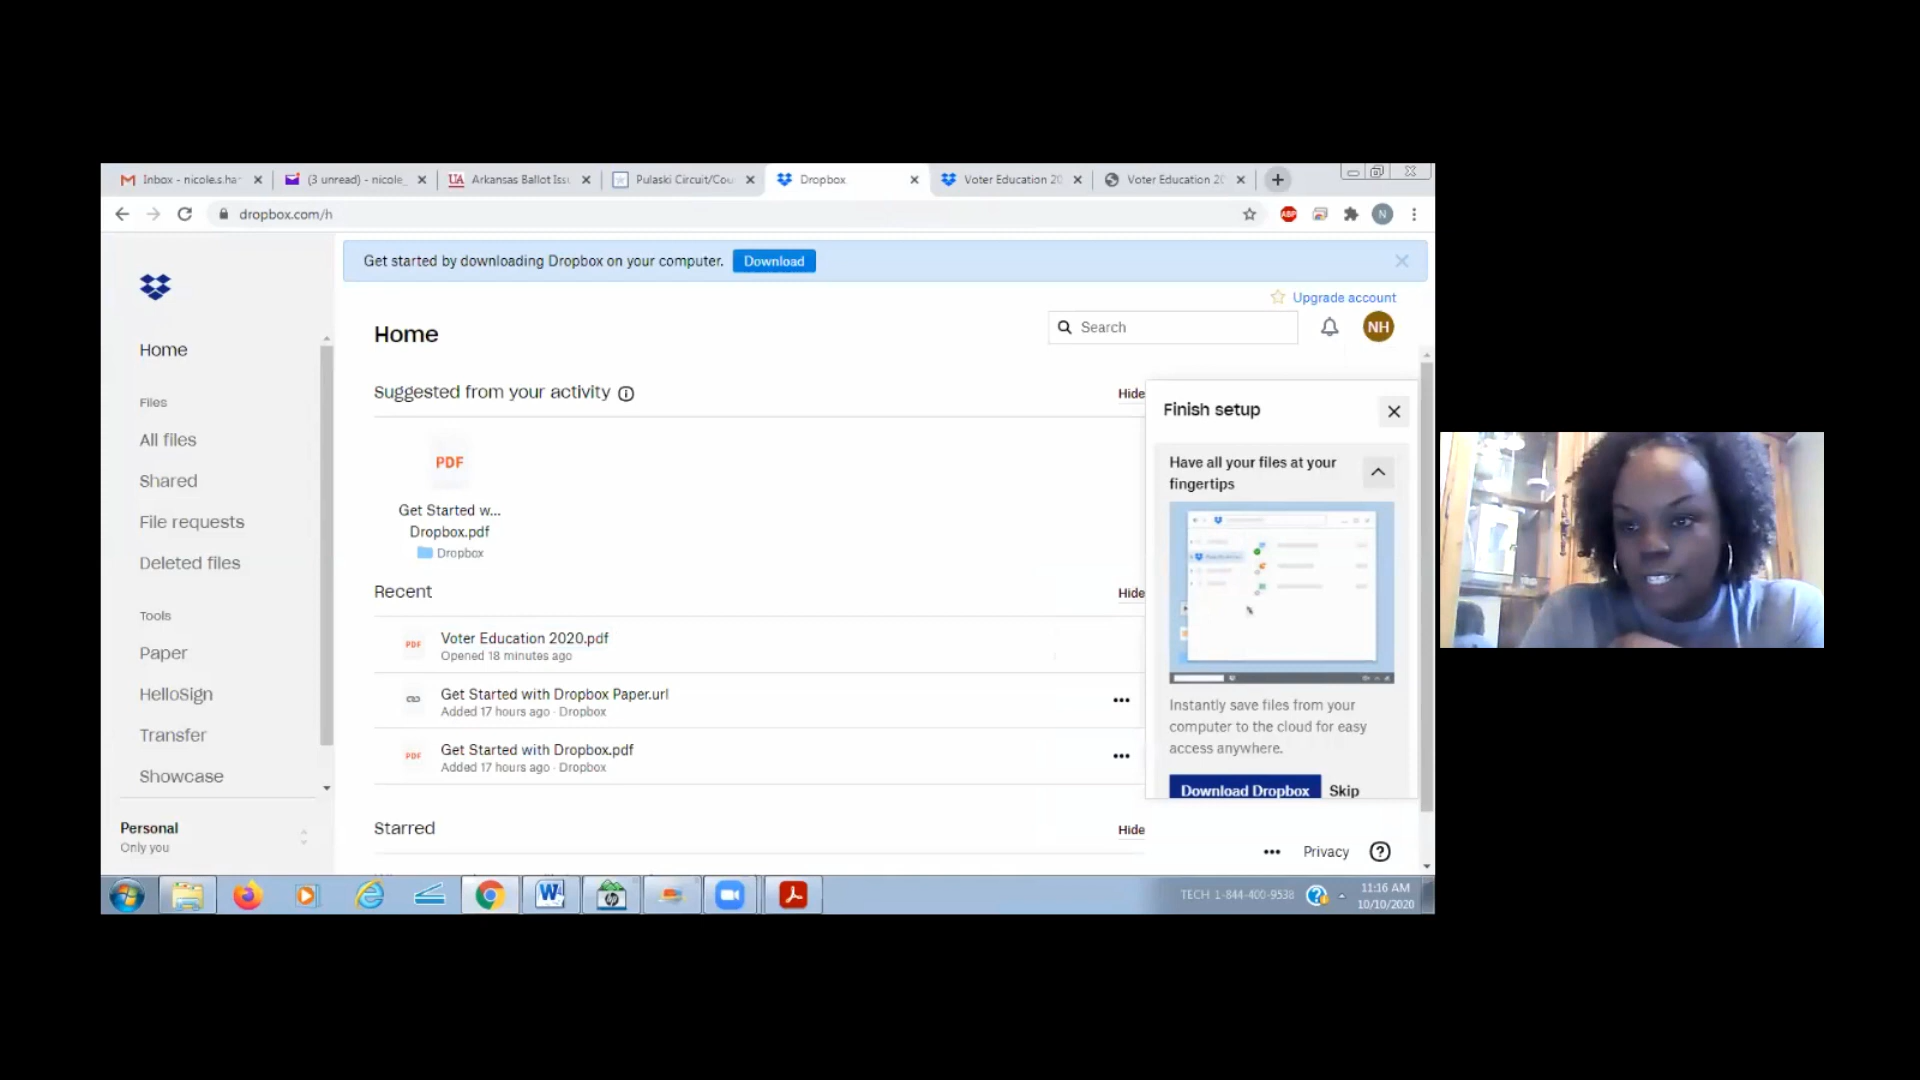 Inbox - nicole.s.ha
(3 unread) - nicole_
UA Arkansas Ballot Iss
Pulaski Circuit/Cou
Dropbox
Voter Education 20
Voter Education 20
dropbox.com/h
ABP
N
Get started by downloading Dropbox on your computer. Download
Upgrade account
Home
Search
NH
Home
Files
All files
Shared
File requests
Deleted files
Tools
Paper
HelloSign
Transfer
Showcase
Personal
Only you
Suggested from your activity
Hide
PDF
Get Started w...
Dropbox.pdf
Dropbox
Recent
Hide
PDF
Voter Education 2020.pdf
Opened 18 minutes ago
Get Started with Dropbox Paper.url
Added 17 hours ago · Dropbox
PDF
Get Started with Dropbox.pdf
Added 17 hours ago · Dropbox
Starred
Hide
Finish setup
Have all your files at your
fingertips
Instantly save files from your
computer to the cloud for easy
access anywhere.
Download Dropbox Skip
Privacy
TECH 1-844-400-9538
11:16 AM
10/10/2020